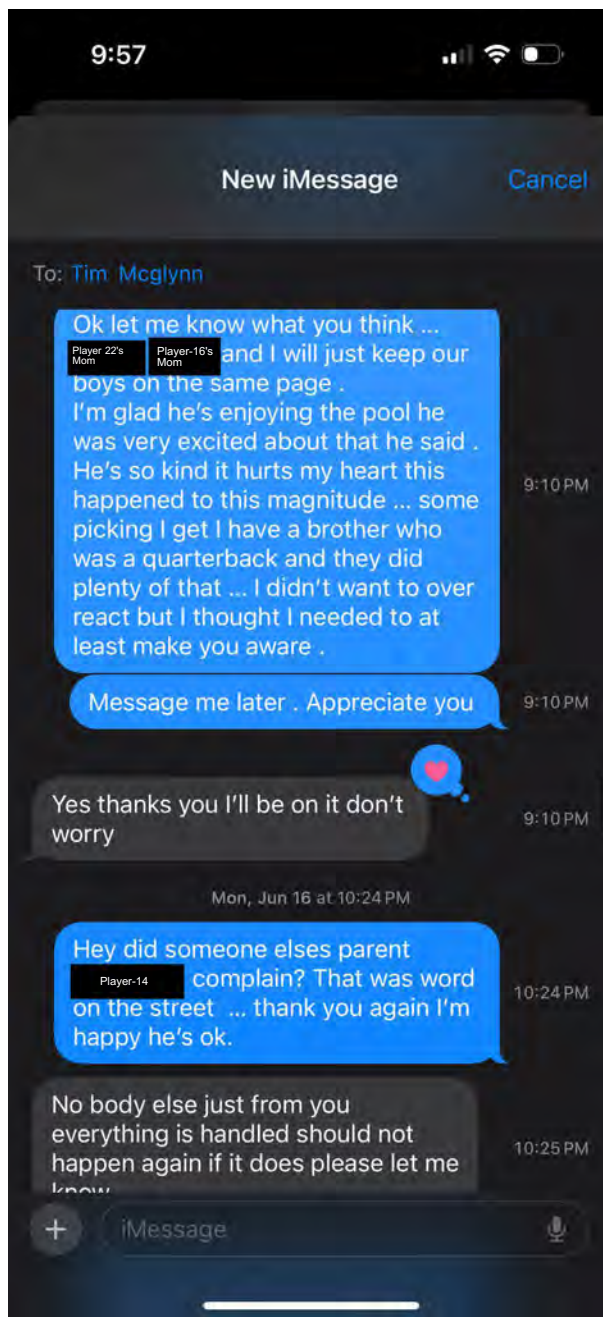 9:57
New iMessage Cancel
To: Tim Mcglynn
Ok let me know what you think ...
Player 22's Mom Player-16's Mom and I will just keep our
boys on the same page .
I'm glad he's enjoying the pool he
was very excited about that he said .
He's so kind it hurts my heart this
happened to this magnitude ... some
picking I get I have a brother who
was a quarterback and they did
plenty of that ... I didn't want to over
react but I thought I needed to at
least make you aware .
9:10 PM
Message me later . Appreciate you
9:10 PM
Yes thanks you I'll be on it don't
worry
9:10 PM
Mon, Jun 16 at 10:24 PM
Hey did someone elses parent
Player-14 complain? That was word
on the street ... thank you again I'm
happy he's ok.
10:24 PM
No body else just from you
everything is handled should not
happen again if it does please let me
know
10:25 PM
iMessage